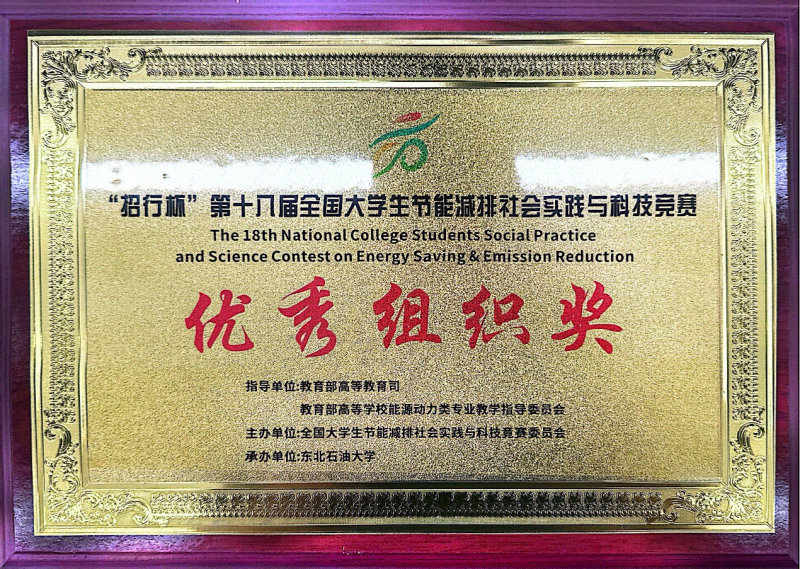 “招行杯”第十八届全国大学生节能减排社会实践与科技竞赛
The 18th National College Students Social Practice
and Science Contest on Energy Saving & Emission Reduction
优秀组织奖
指导单位:教育部高等教育司
教育部高等学校能源动力类专业教学指导委员会
主办单位:全国大学生节能减排社会实践与科技竞赛委员会
承办单位:东北石油大学